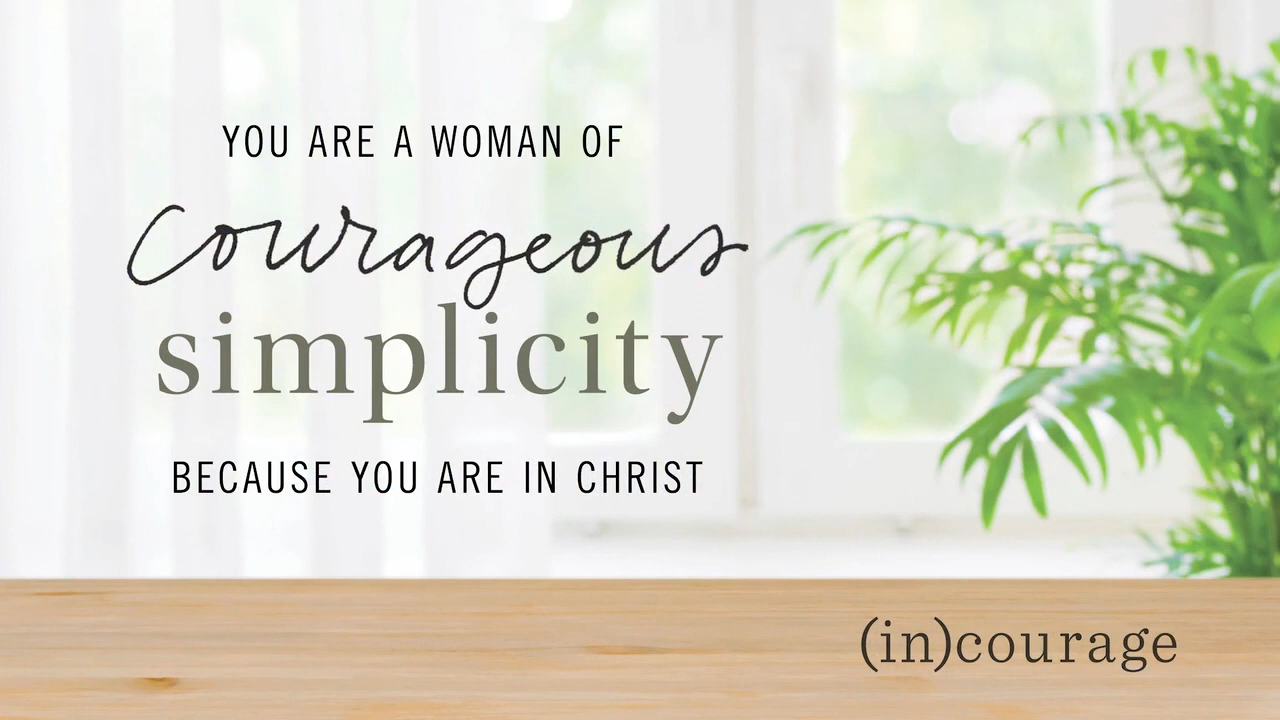 YOU ARE A WOMAN OF
Courageous
simplicity
BECAUSE YOU ARE IN CHRIST
(in)courage